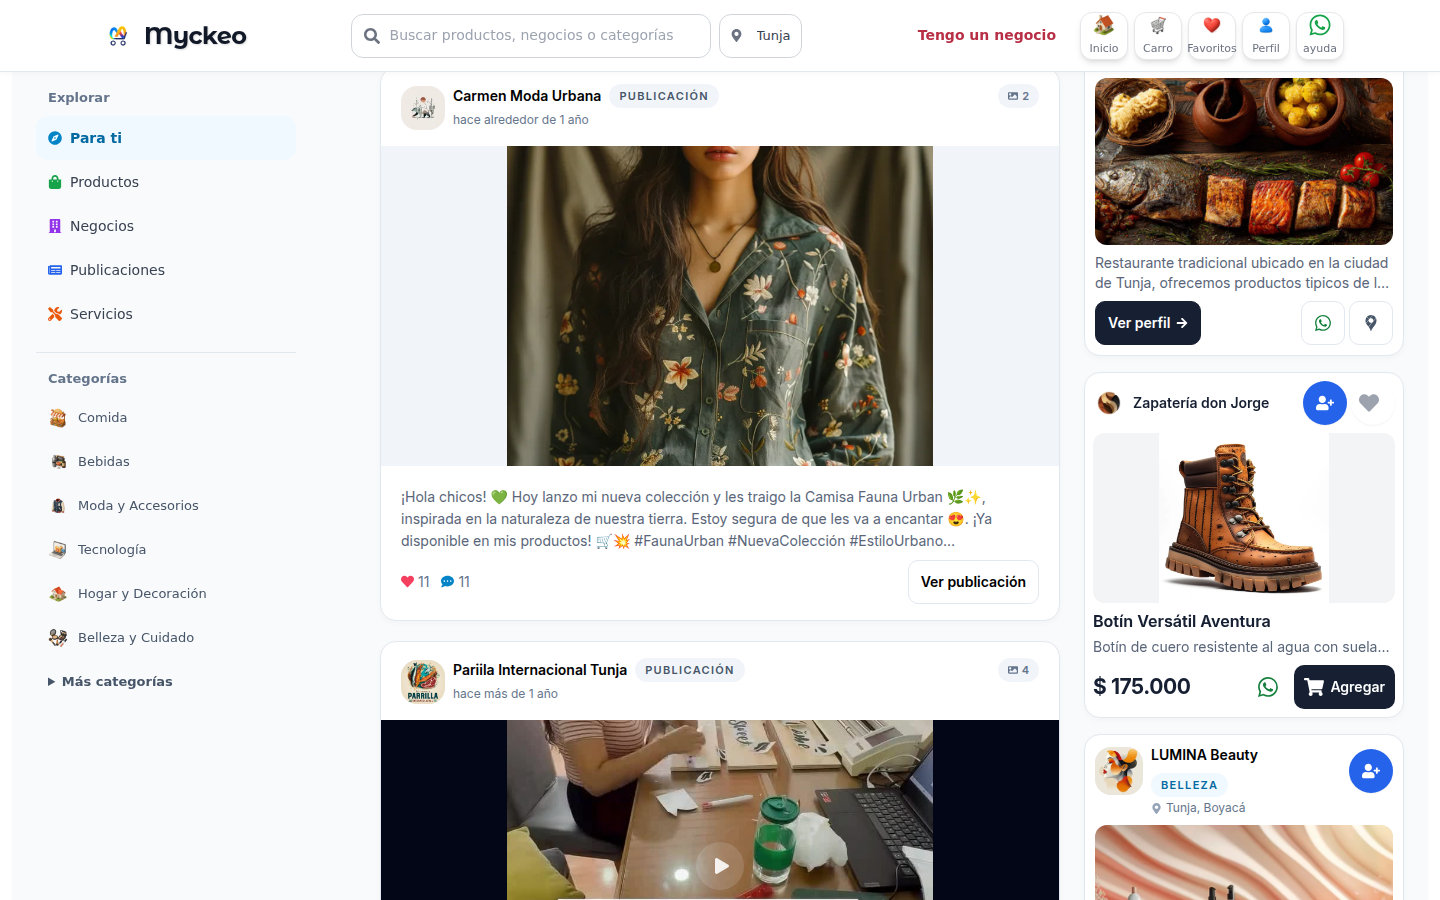 Myckeo
Buscar productos, negocios o categorías
Tunja
Tengo un negocio
Inicio
Carro
Favoritos
Perfil
ayuda
Explorar
Para ti
Productos
Negocios
Publicaciones
Servicios
Categorías
Comida
Bebidas
Moda y Accesorios
Tecnología
Hogar y Decoración
Belleza y Cuidado
Más categorías
Carmen Moda Urbana
PUBLICACIÓN
2
hace alrededor de 1 año
¡Hola chicos! 💚 Hoy lanzo mi nueva colección y les traigo la Camisa Fauna Urban 🌿✨,
inspirada en la naturaleza de nuestra tierra. Estoy segura de que les va a encantar 😍. ¡Ya
disponible en mis productos! 🛒💥 #FaunaUrban #NuevaColección #EstiloUrbano...
11
11
Ver publicación
PARRILLA
Pariila Internacional Tunja
PUBLICACIÓN
4
hace más de 1 año
Sweet
Restaurante tradicional ubicado en la ciudad
de Tunja, ofrecemos productos tipicos de l...
Ver perfil →
Zapatería don Jorge
Botín Versátil Aventura
Botín de cuero resistente al agua con suela...
$ 175.000
Agregar
LUMINA Beauty
BELLEZA
Tunja, Boyacá